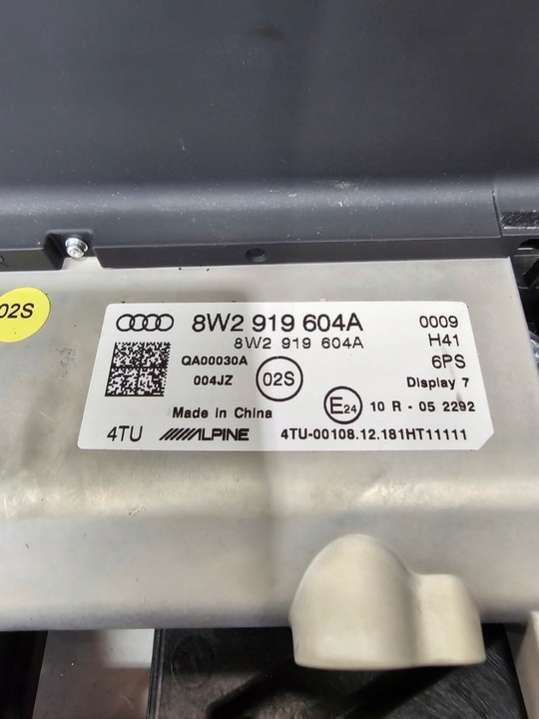 02S
8W2 919 604A
0009
8W2 919 604A
H41
QA00030A
6PS
004JZ
02S
Display 7
Made in China
E24
10 R - 05 2292
4TU
ALPINE
4TU-00108.12.181HT11111